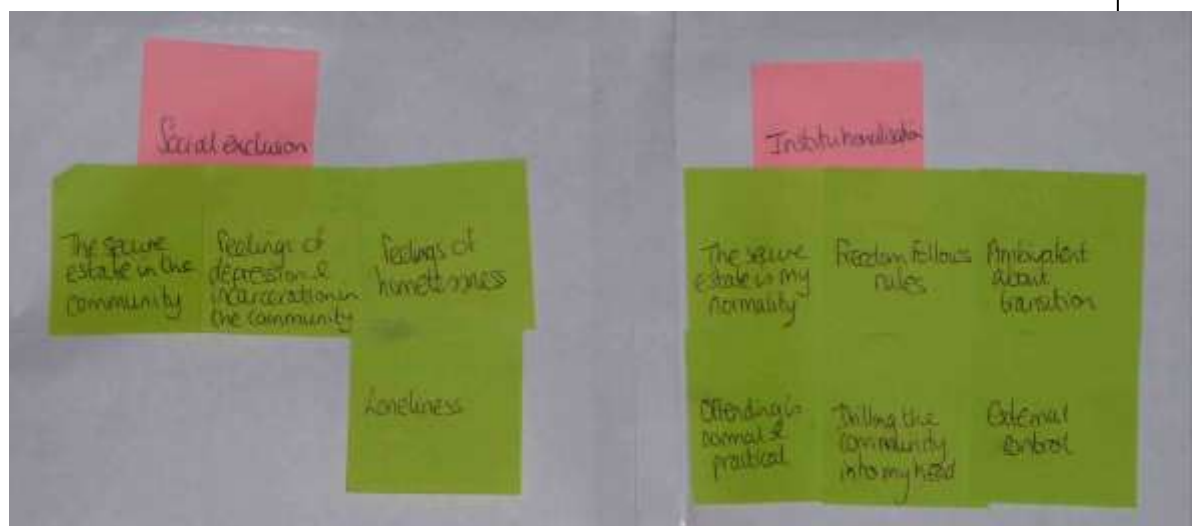 Social exclusion
The secure
estate in the
community
feelings of
depression &
incarceration in
the community
feelings of
Loneliness
Institutionalisation
The secure
estate is my
normality
Freedom follows
rules
Ambivalent
about
transition
Offending is
normal &
practical
Drilling the
community
into my head
External
control